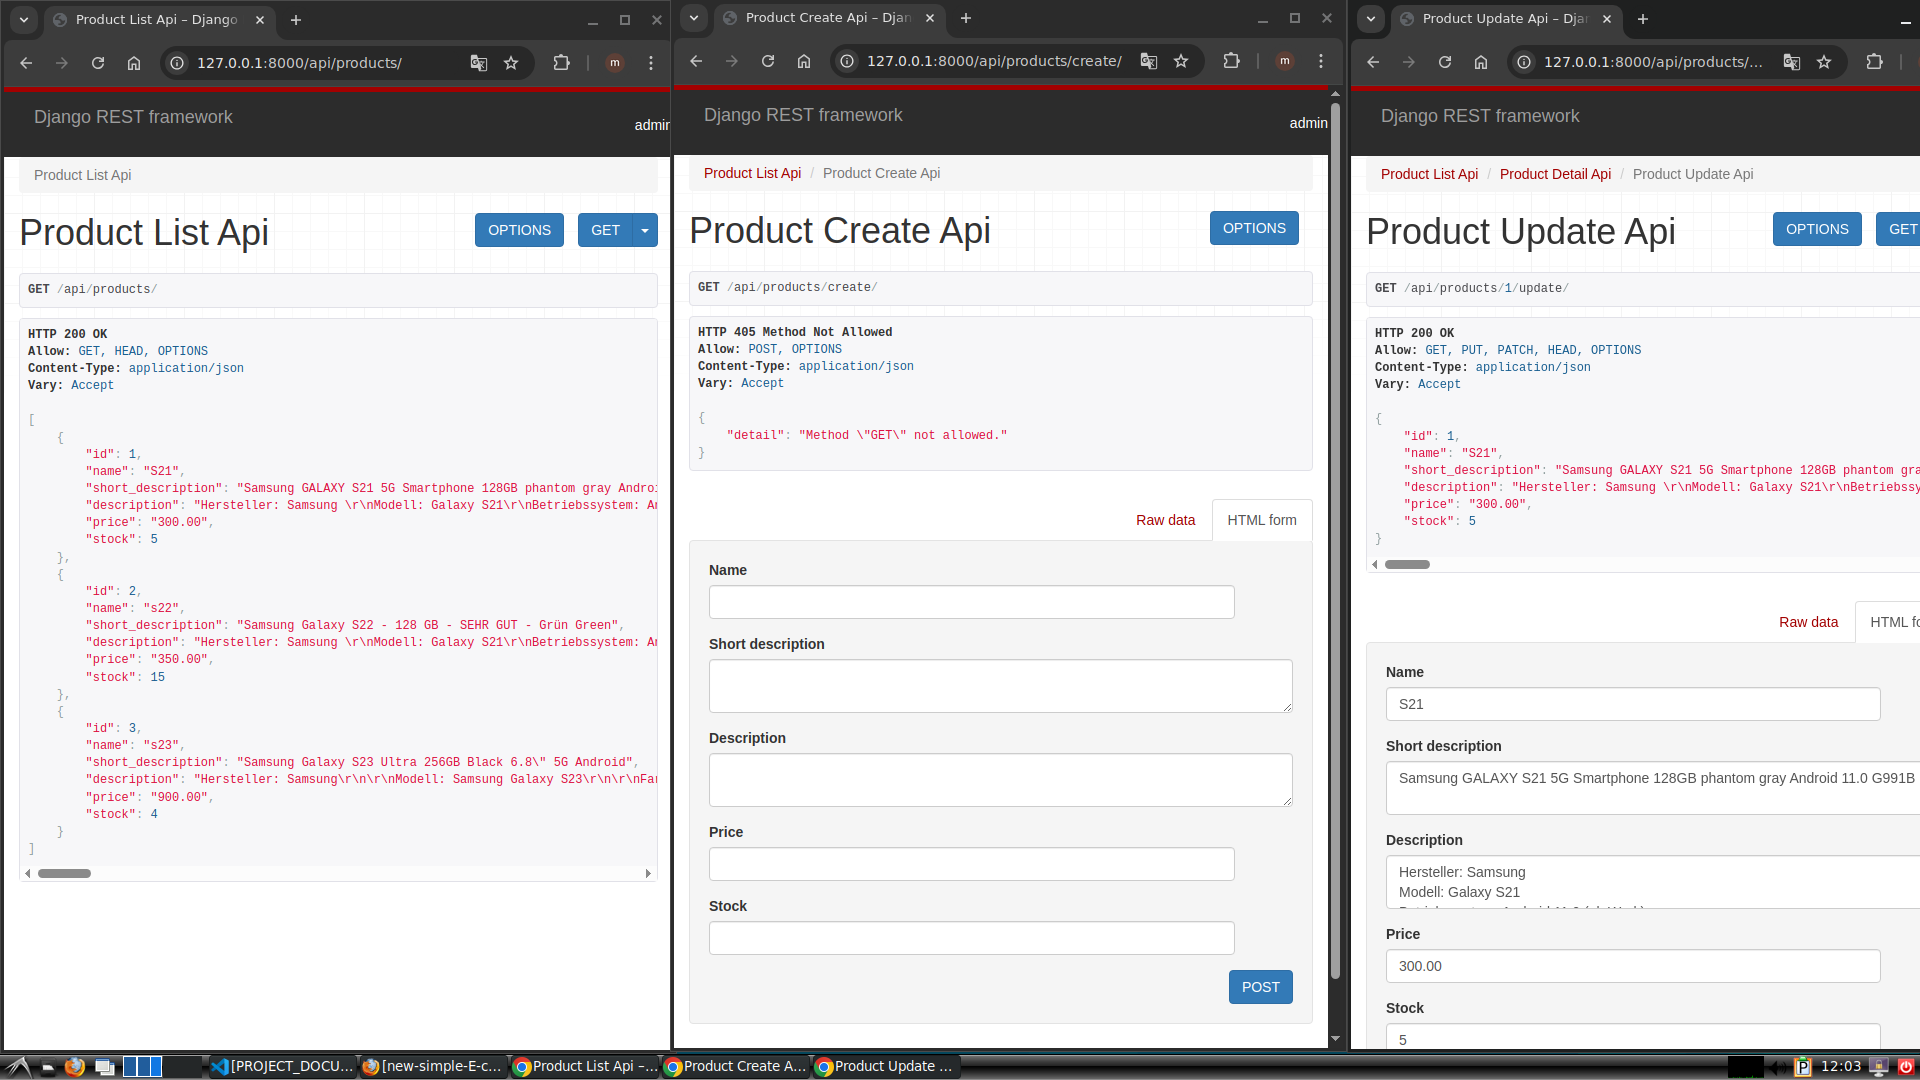 Product List Api – Django
127.0.0.1:8000/api/products/
m
Django REST framework
admin
Product List Api
Product List Api
OPTIONS
GET
GET /api/products/
HTTP 200 OK
Allow: GET, HEAD, OPTIONS
Content-Type: application/json
Vary: Accept
[
{
"id": 1,
"name": "S21",
"short_description": "Samsung GALAXY S21 5G Smartphone 128GB phantom gray Androi
"description": "Hersteller: Samsung \r\nModell: Galaxy S21\r\nBetriebssystem: An
"price": "300.00",
"stock": 5
},
{
"id": 2,
"name": "s22",
"short_description": "Samsung Galaxy S22 - 128 GB - SEHR GUT - Grün Green",
"description": "Hersteller: Samsung \r\nModell: Galaxy S21\r\nBetriebssystem: An
"price": "350.00",
"stock": 15
},
{
"id": 3,
"name": "s23",
"short_description": "Samsung Galaxy S23 Ultra 256GB Black 6.8\" 5G Android",
"description": "Hersteller: Samsung\r\n\r\nModell: Samsung Galaxy S23\r\n\r\nFar
"price": "900.00",
"stock": 4
}
]
Product Create Api – Djan
127.0.0.1:8000/api/products/create/
m
Django REST framework
admin
Product List Api / Product Create Api
Product Create Api
OPTIONS
GET /api/products/create/
HTTP 405 Method Not Allowed
Allow: POST, OPTIONS
Content-Type: application/json
Vary: Accept
{
"detail": "Method \"GET\" not allowed."
}
Raw data
HTML form
Name
Short description
Description
Price
Stock
POST
Product Update Api – Djan
127.0.0.1:8000/api/products/...
Django REST framework
Product List Api / Product Detail Api / Product Update Api
Product Update Api
OPTIONS
GET
GET /api/products/1/update/
HTTP 200 OK
Allow: GET, PUT, PATCH, HEAD, OPTIONS
Content-Type: application/json
Vary: Accept
{
"id": 1,
"name": "S21",
"short_description": "Samsung GALAXY S21 5G Smartphone 128GB phantom gra
"description": "Hersteller: Samsung \r\nModell: Galaxy S21\r\nBetriebssy
"price": "300.00",
"stock": 5
}
Raw data
HTML fo
Name
S21
Short description
Samsung GALAXY S21 5G Smartphone 128GB phantom gray Android 11.0 G991B
Description
Hersteller: Samsung
Modell: Galaxy S21
Price
300.00
Stock
5
[PROJECT_DOCU...
[new-simple-E-c...
Product List Api –...
Product Create A...
Product Update ...
P
12:03